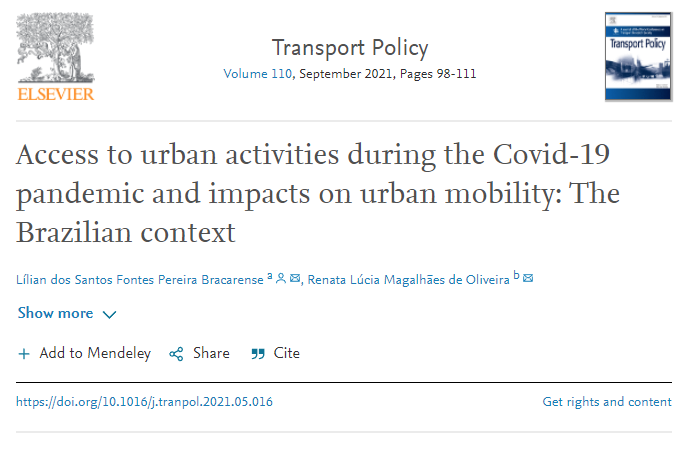 ELSEVIER
Transport Policy
Volume 110, September 2021, Pages 98-111
Transport Policy
Access to urban activities during the Covid-19
pandemic and impacts on urban mobility: The
Brazilian context
Lílian dos Santos Fontes Pereira Bracarense a, Renata Lúcia Magalhães de Oliveira b
Show more
Add to Mendeley Share Cite
https://doi.org/10.1016/j.tranpol.2021.05.016 Get rights and content